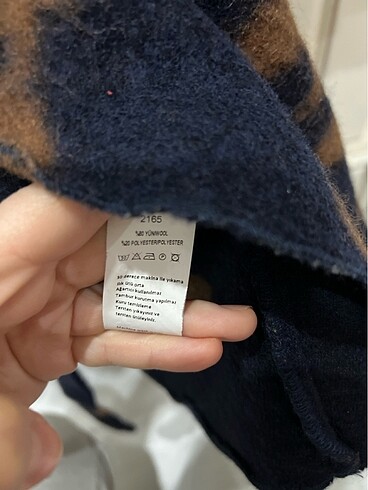 2165
%80 YÜN/WOOL
%20 POLYESTER/POLYESTER
derece makina ile yıkama
ılık ütü orta
Ağartıcı kullanılmaz
Tambur kurutma yapılmaz
Kuru temizleme
Tersten yıkayınız ve
tersten ütüleyiniz.